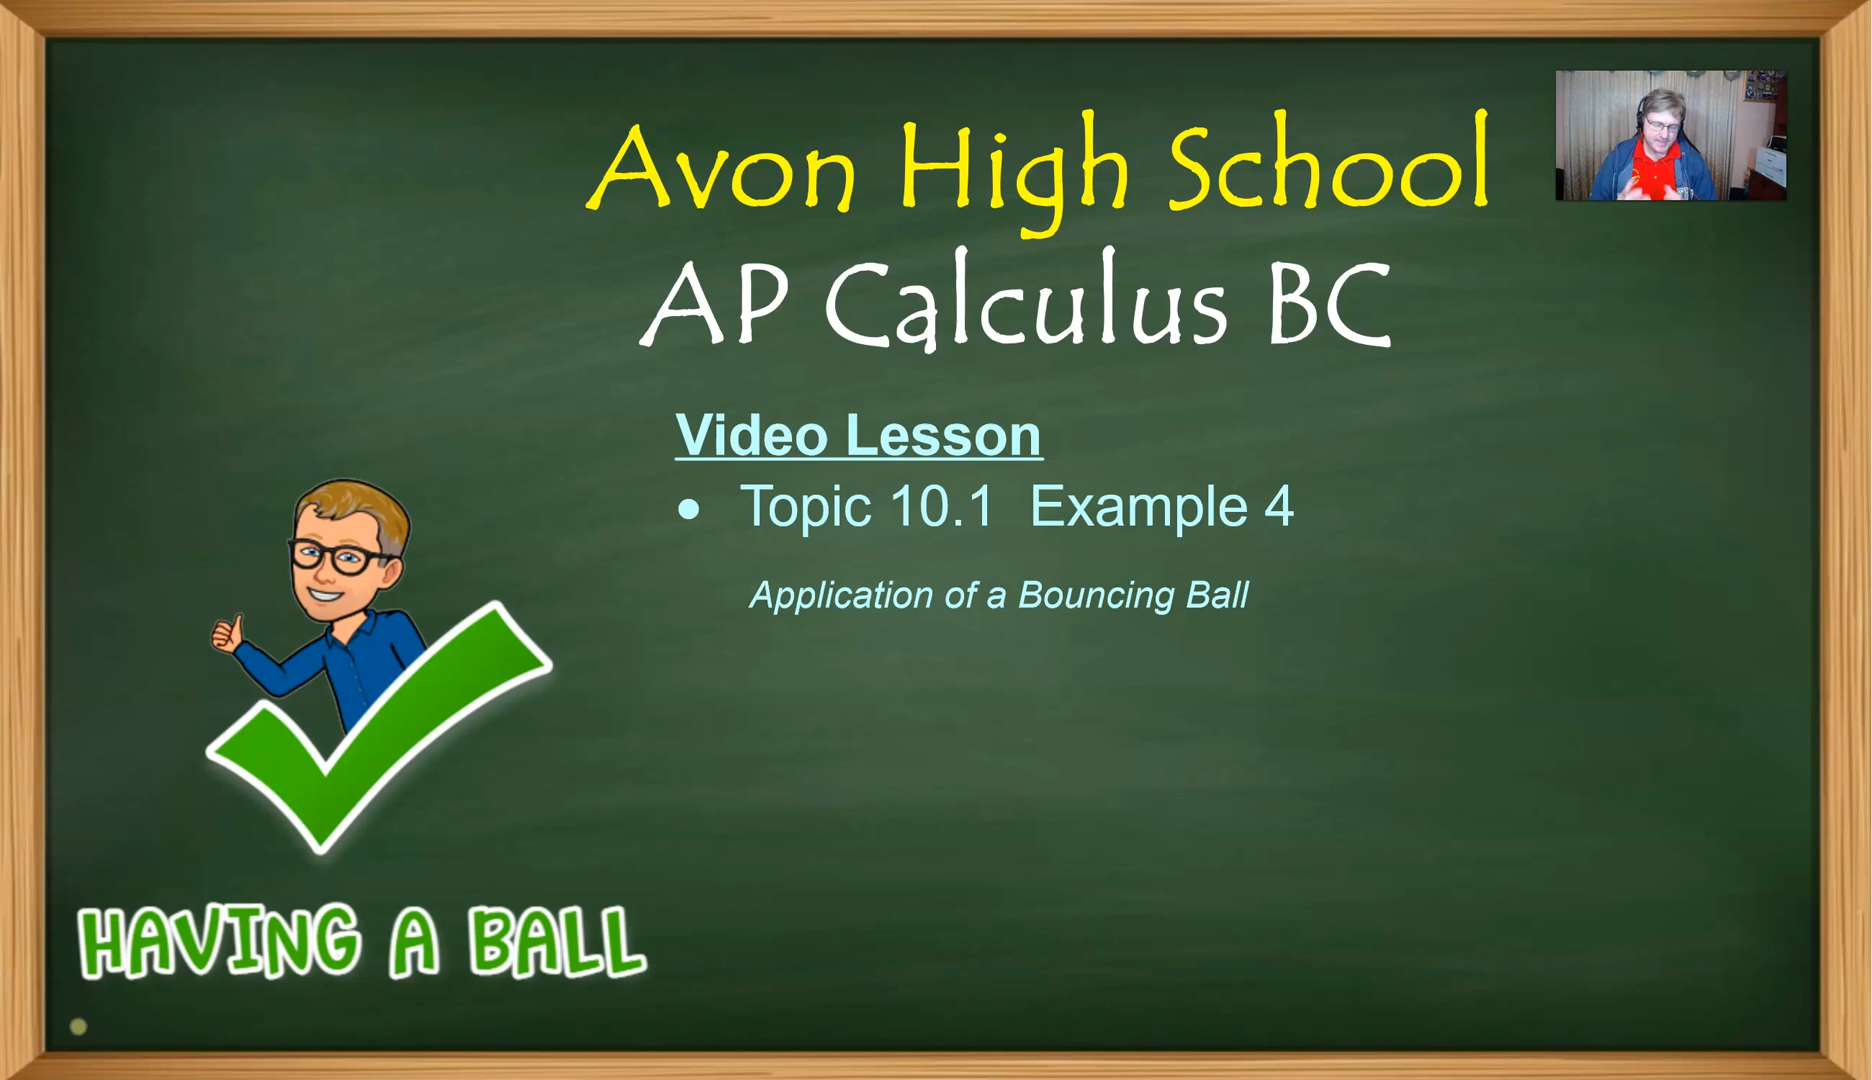 Avon High School
AP Calculus BC
Video Lesson
• Topic 10.1 Example 4
Application of a Bouncing Ball
HAVING A BALL